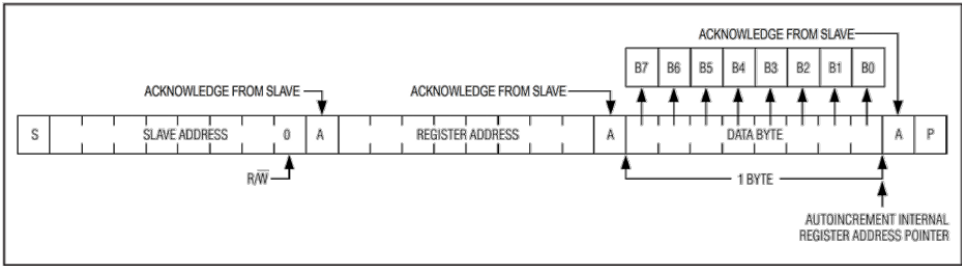 ACKNOWLEDGE FROM SLAVE
B7 B6 B5 B4 B3 B2 B1 B0
ACKNOWLEDGE FROM SLAVE ACKNOWLEDGE FROM SLAVE
S SLAVE ADDRESS 0 A REGISTER ADDRESS A DATA BYTE A P
R/W̅ 1 BYTE
AUTOINCREMENT INTERNAL
REGISTER ADDRESS POINTER